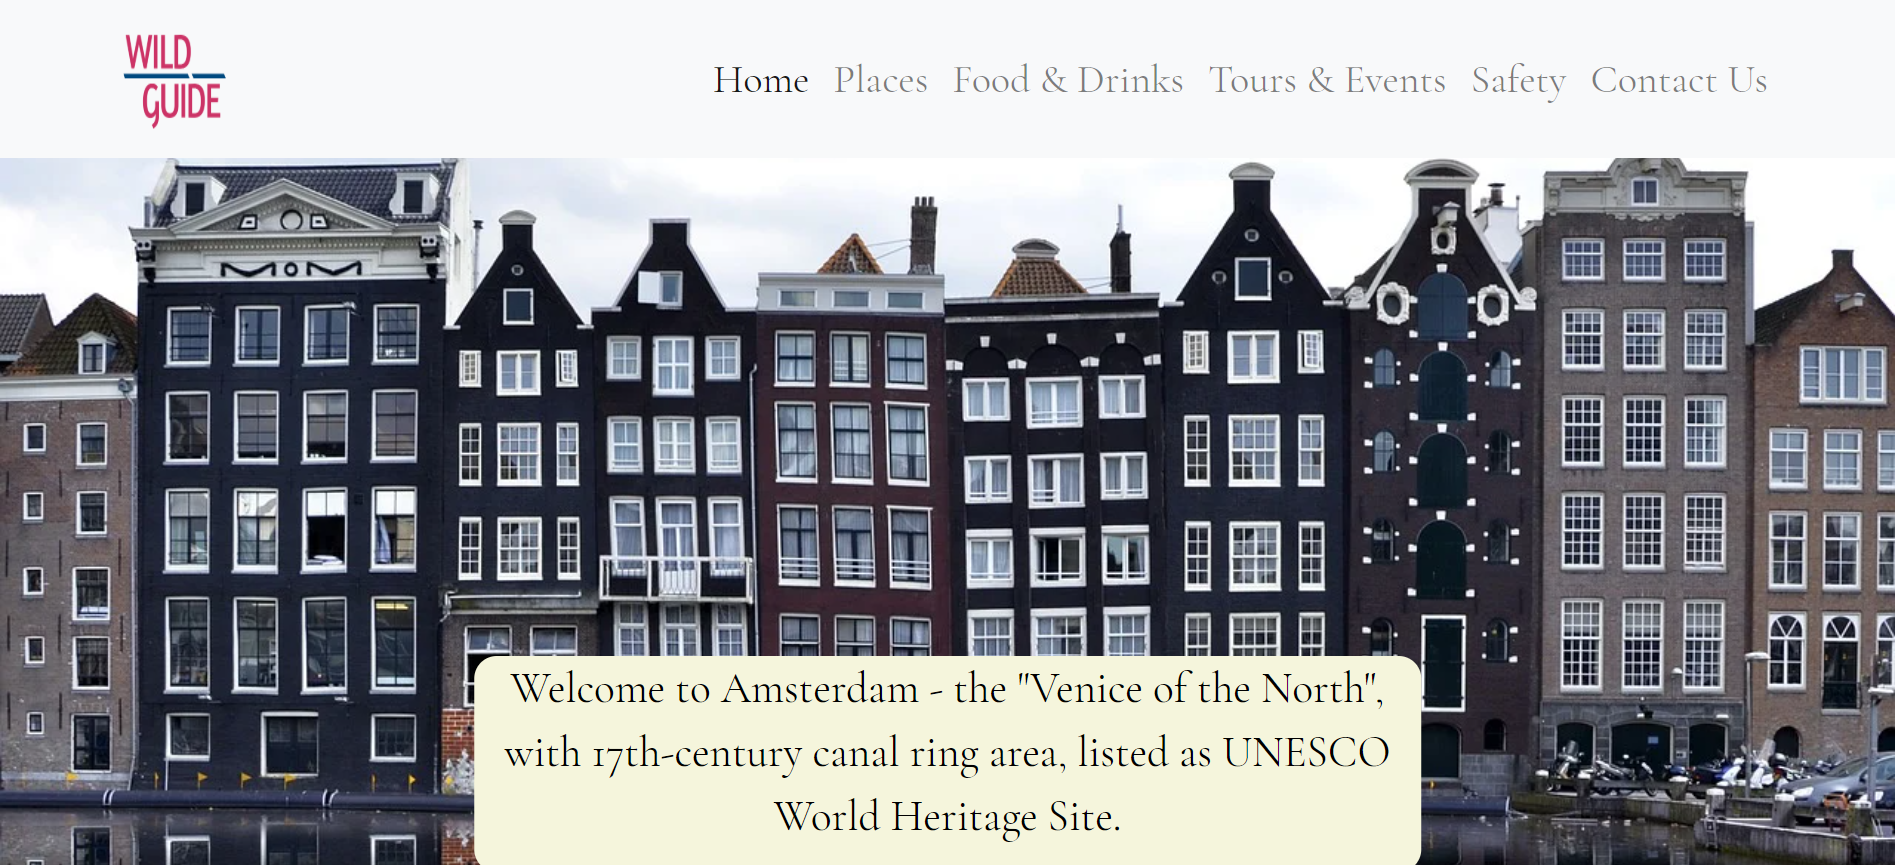 WILD
GUIDE
Home Places Food & Drinks Tours & Events Safety Contact Us
Welcome to Amsterdam - the "Venice of the North",
with 17th-century canal ring area, listed as UNESCO
World Heritage Site.